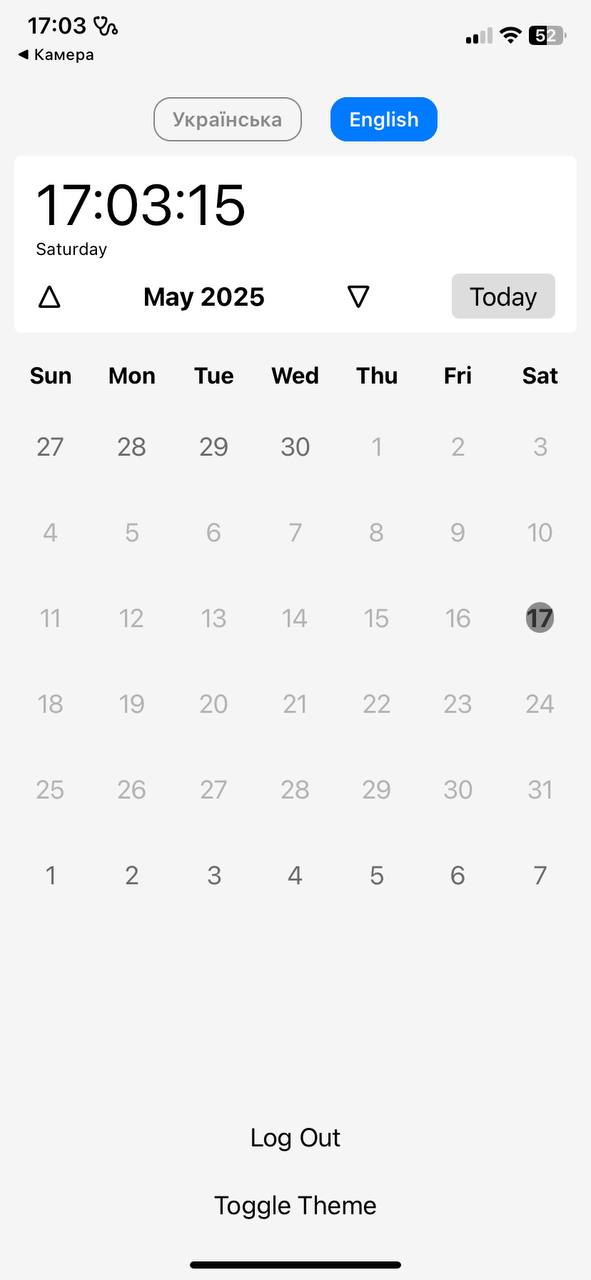 17:03
52
◀ Камера
Українська English
17:03:15
Saturday
May 2025 Today
Sun Mon Tue Wed Thu Fri Sat
27 28 29 30 1 2 3
4 5 6 7 8 9 10
11 12 13 14 15 16 17
18 19 20 21 22 23 24
25 26 27 28 29 30 31
1 2 3 4 5 6 7
Log Out
Toggle Theme